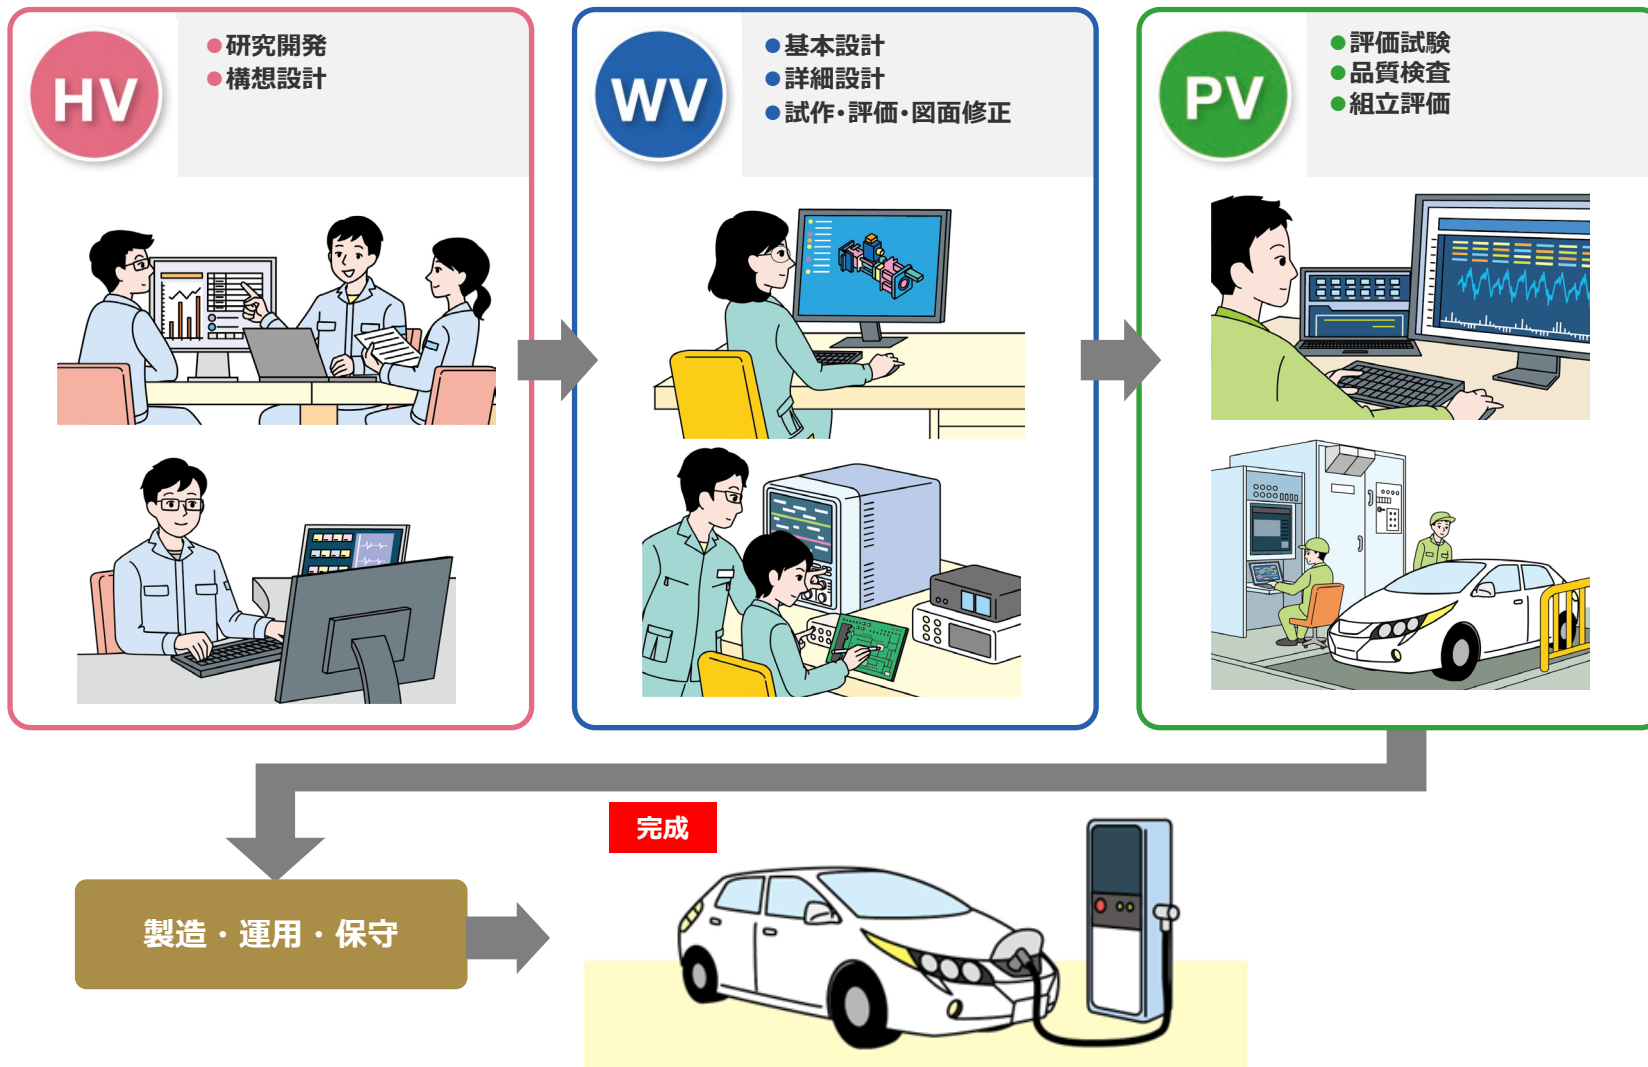 HV
●研究開発
●構想設計
WV
●基本設計
●詳細設計
●試作・評価・図面修正
PV
●評価試験
●品質検査
●組立評価
完成
製造・運用・保守